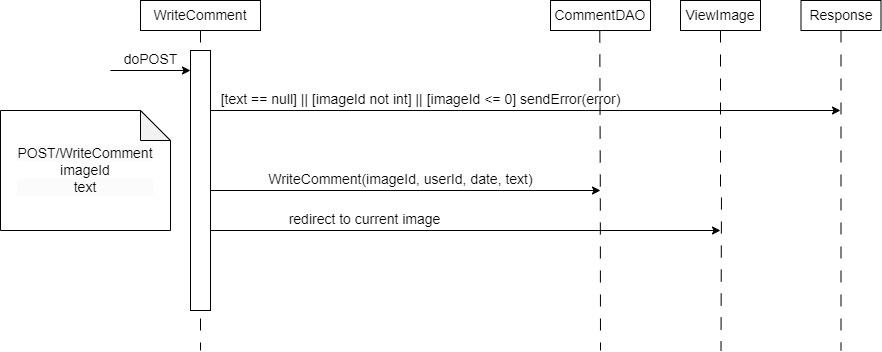 WriteComment
CommentDAO
ViewImage
Response
doPOST
[text == null] || [imageId not int] || [imageId <= 0] sendError(error)
POST/WriteComment
imageId
text
WriteComment(imageId, userId, date, text)
redirect to current image